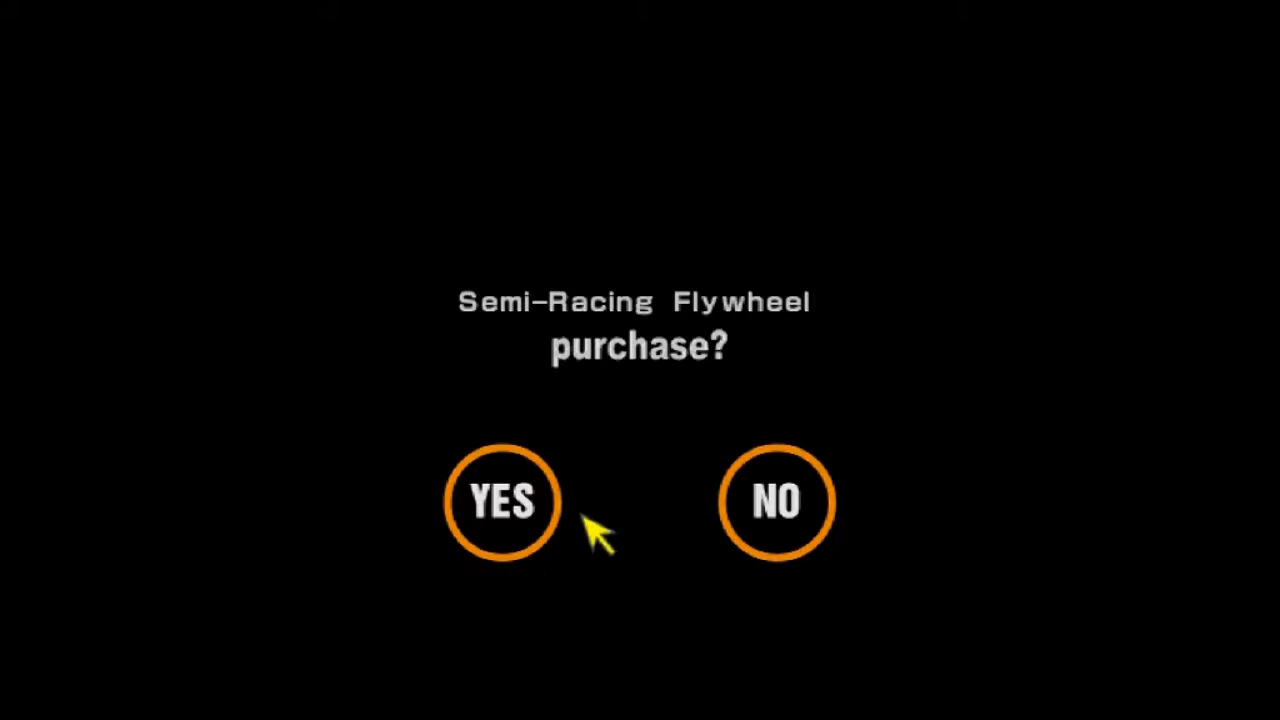 Semi-Racing Flywheel
purchase?
YES NO